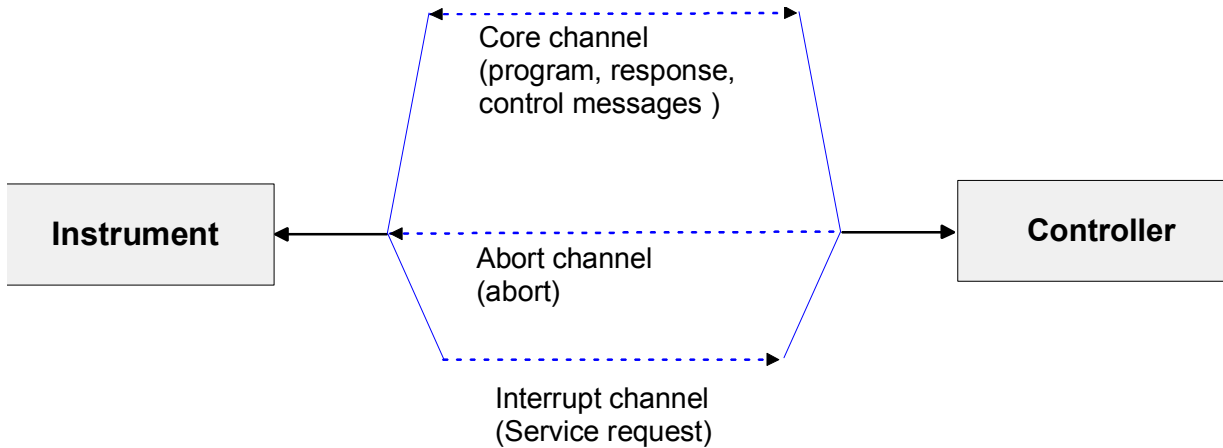 Core channel
(program, response,
control messages )
Instrument
Controller
Abort channel
(abort)
Interrupt channel
(Service request)